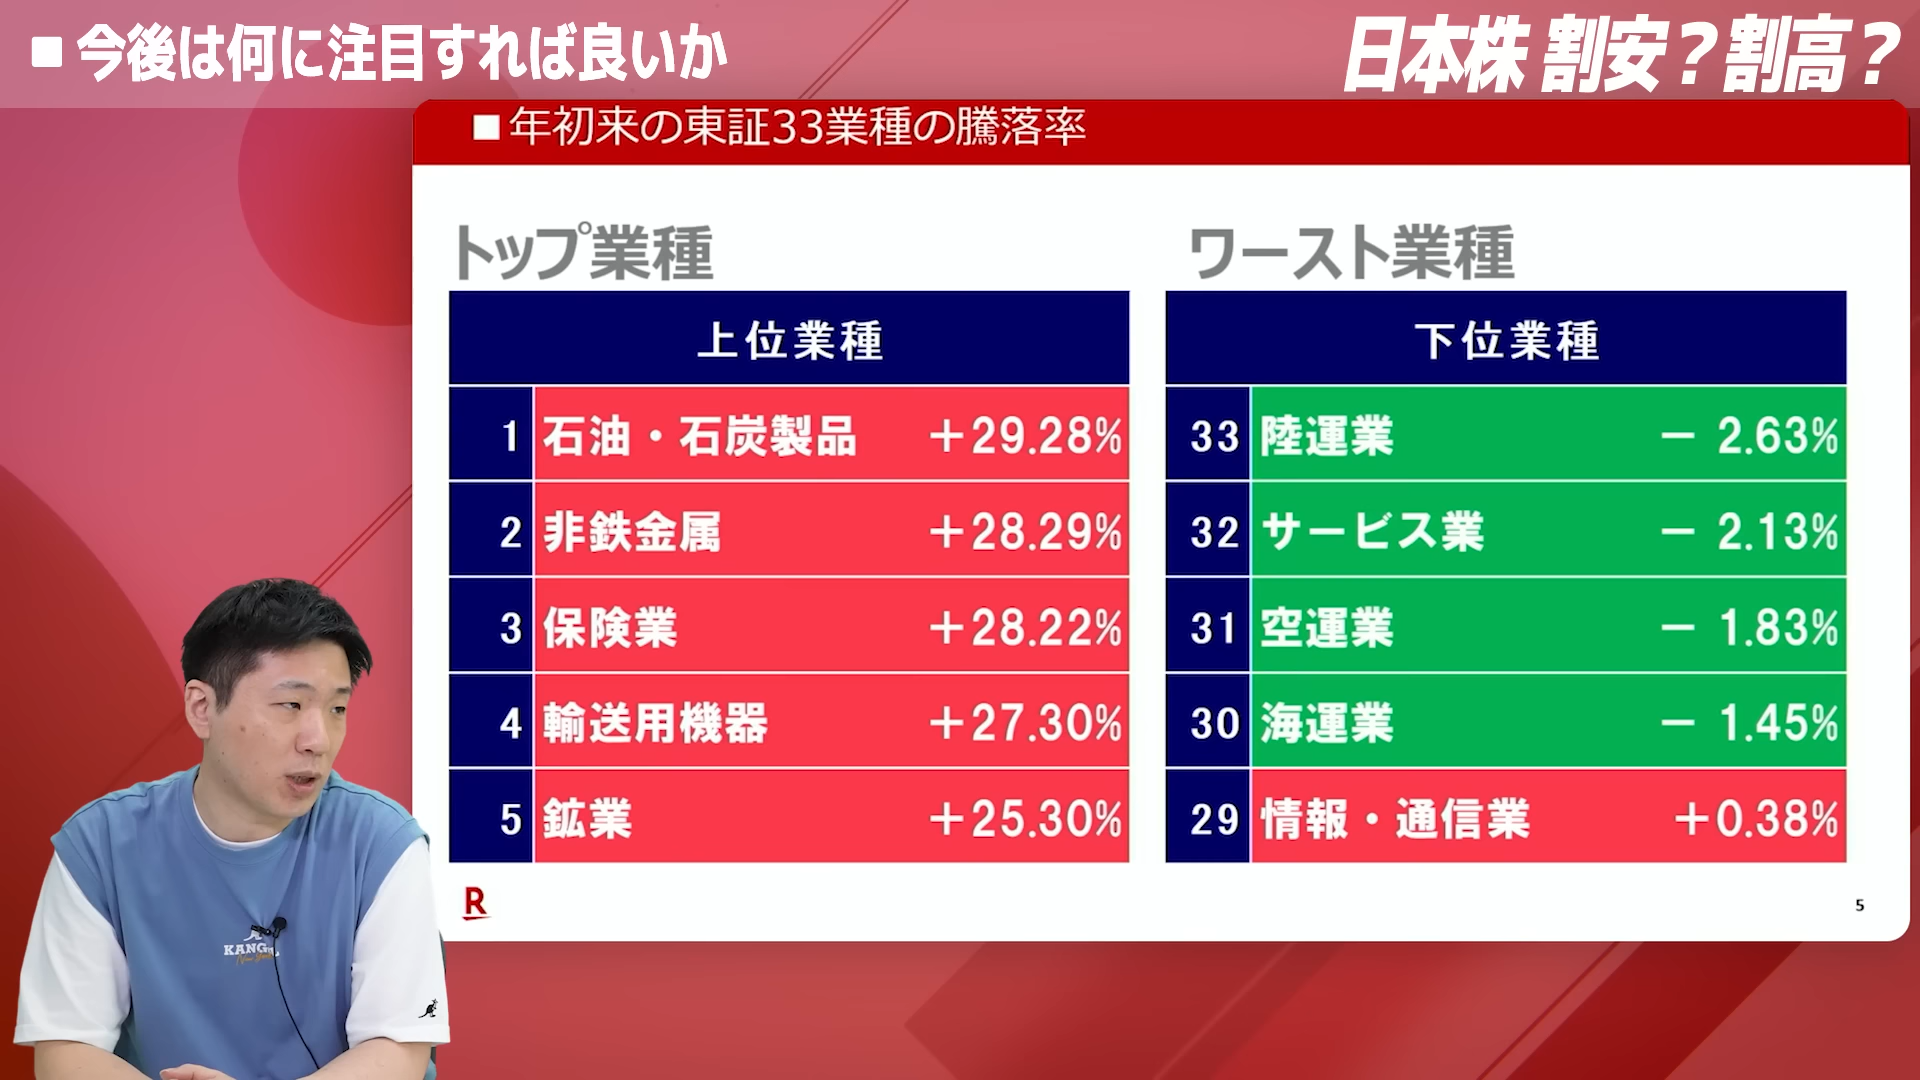 ■ 今後は何に注目すれば良いか
日本株 割安？割高？
■ 年初来の東証33業種の騰落率
トップ業種
上位業種
1 石油・石炭製品 ＋29.28%
2 非鉄金属 ＋28.29%
3 保険業 ＋28.22%
4 輸送用機器 ＋27.30%
5 鉱業 ＋25.30%
ワースト業種
下位業種
33 陸運業 － 2.63%
32 サービス業 － 2.13%
31 空運業 － 1.83%
30 海運業 － 1.45%
29 情報・通信業 ＋0.38%
R
5